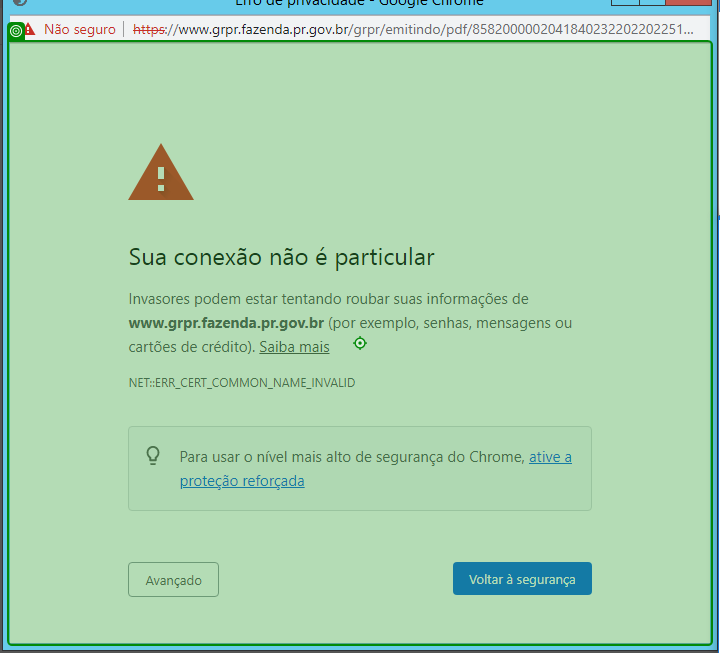 Erro de privacidade - Google Chrome
Não seguro | https://www.grpr.fazenda.pr.gov.br/grpr/emitindo/pdf/8582000002041840232202202251...
Sua conexão não é particular
Invasores podem estar tentando roubar suas informações de
www.grpr.fazenda.pr.gov.br (por exemplo, senhas, mensagens ou
cartões de crédito). Saiba mais
NET::ERR_CERT_COMMON_NAME_INVALID
Para usar o nível mais alto de segurança do Chrome, ative a
proteção reforçada
Avançado
Voltar à segurança